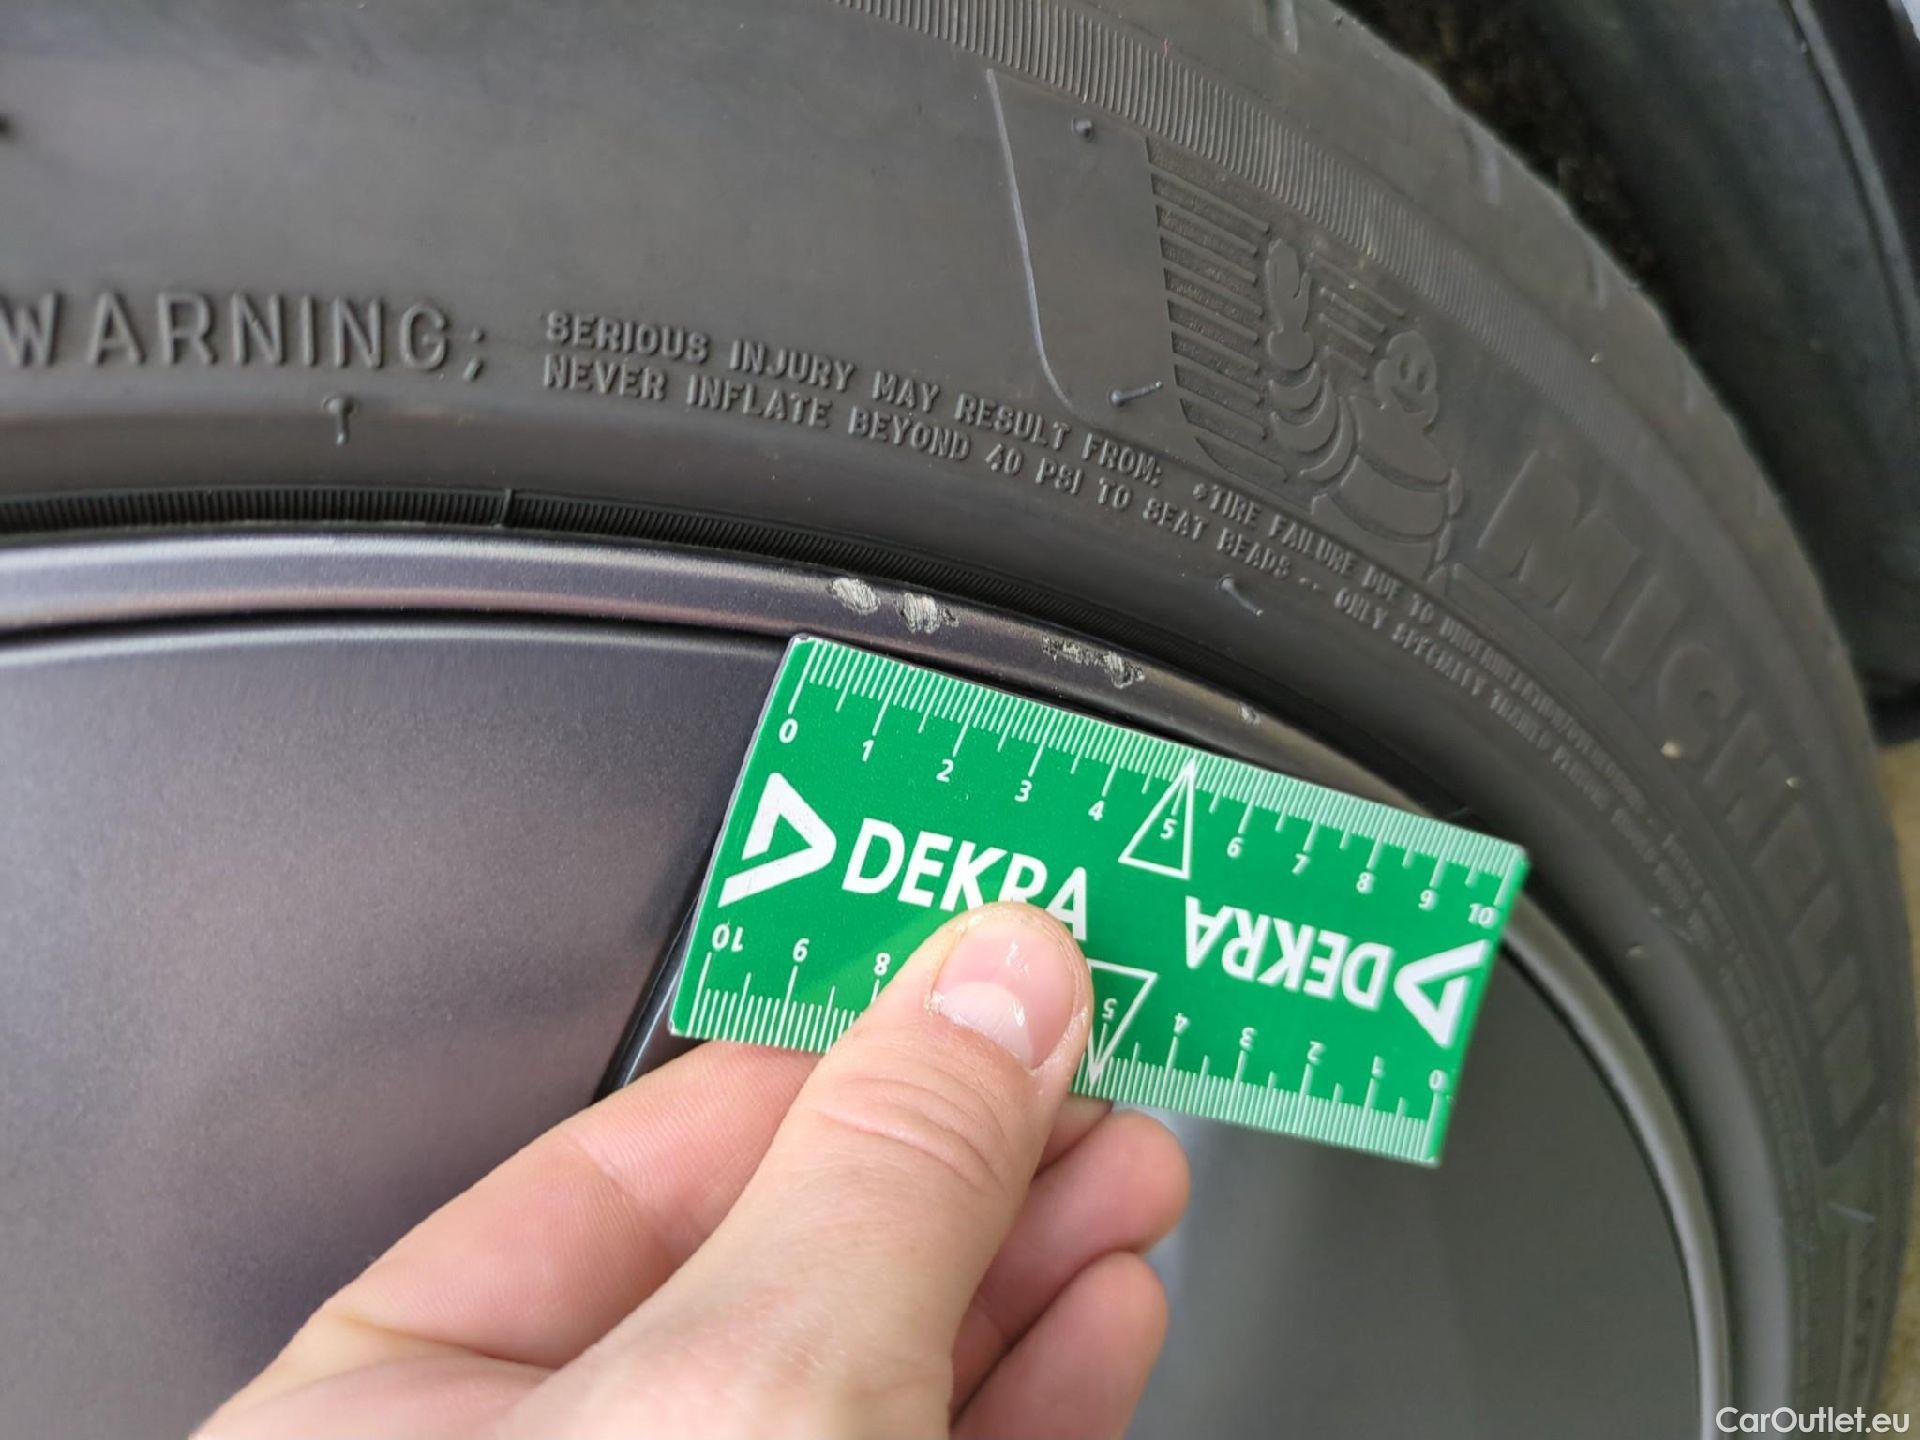 WARNING;
SERIOUS INJURY MAY RESULT FROM: •TIRE FAILURE DUE TO
NEVER INFLATE BEYOND 40 PSI TO SEAT BEADS -- ONLY SPECIALLY TRAINED
MICHELIN
0 1 2 3 4 5 6 7 8 9 10
DEKRA
DEKRA
10 9 8 5 4 3 2 1 0
CarOutlet.eu